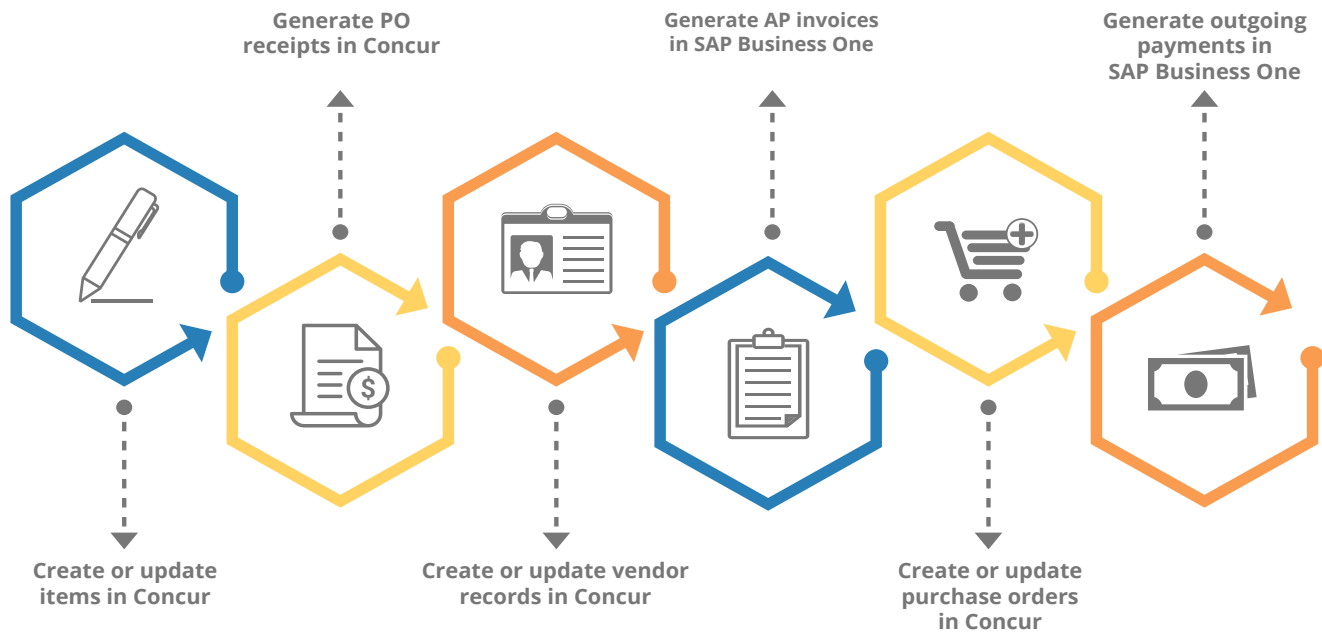 Generate PO
receipts in Concur
Generate AP invoices
in SAP Business One
Generate outgoing
payments in
SAP Business One
$
Create or update
items in Concur
Create or update vendor
records in Concur
Create or update
purchase orders
in Concur